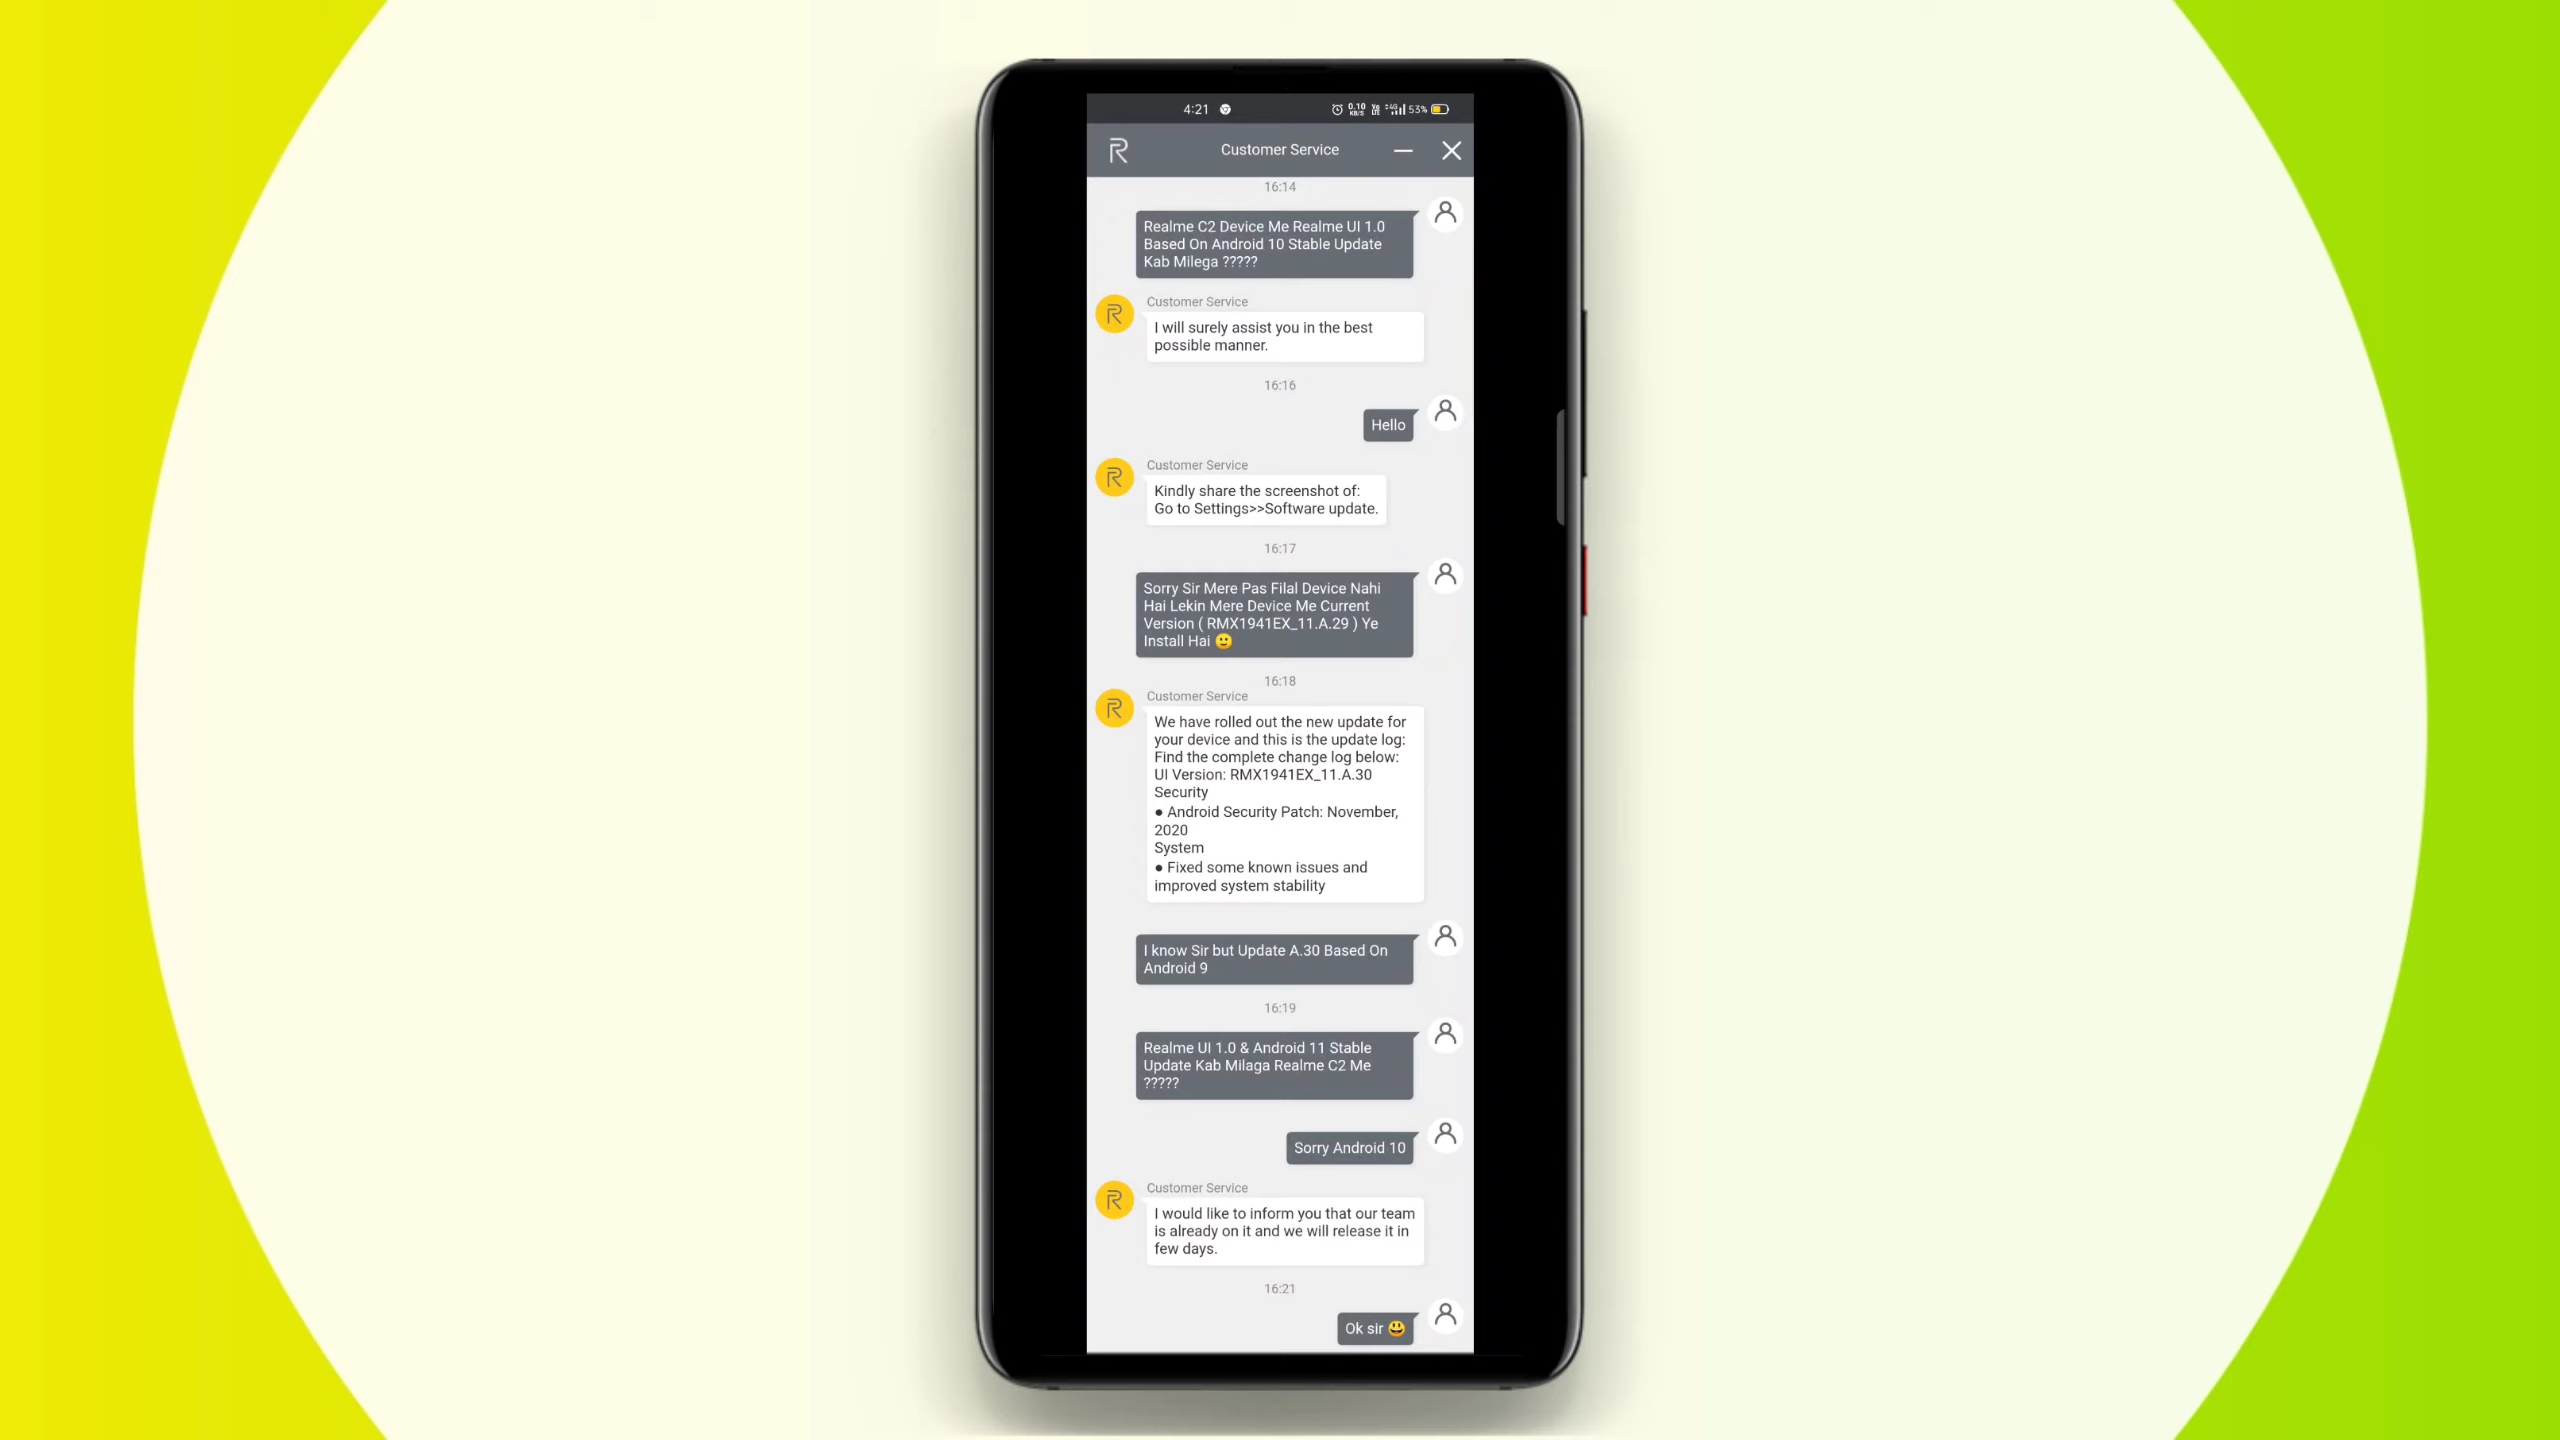 4:21
0.10 KB/S
Vo LTE
4G
53%
Customer Service
16:14
Realme C2 Device Me Realme UI 1.0
Based On Android 10 Stable Update
Kab Milega ?????
Customer Service
I will surely assist you in the best
possible manner.
16:16
Hello
Customer Service
Kindly share the screenshot of:
Go to Settings>>Software update.
16:17
Sorry Sir Mere Pas Filal Device Nahi
Hai Lekin Mere Device Me Current
Version ( RMX1941EX_11.A.29 ) Ye
Install Hai 🙂
16:18
Customer Service
We have rolled out the new update for
your device and this is the update log:
Find the complete change log below:
UI Version: RMX1941EX_11.A.30
Security
● Android Security Patch: November,
2020
System
● Fixed some known issues and
improved system stability
I know Sir but Update A.30 Based On
Android 9
16:19
Realme UI 1.0 & Android 11 Stable
Update Kab Milaga Realme C2 Me
?????
Sorry Android 10
Customer Service
I would like to inform you that our team
is already on it and we will release it in
few days.
16:21
Ok sir 😃